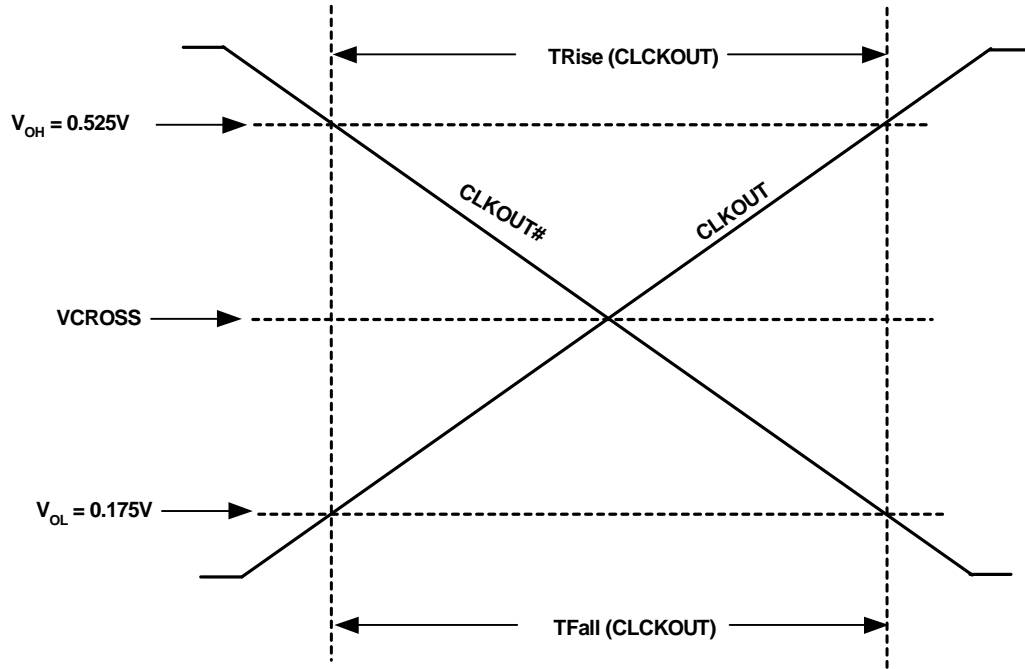 TRise (CLCKOUT)
V_OH = 0.525V
CLKOUT#
CLKOUT
VCROSS
V_OL = 0.175V
TFall (CLCKOUT)